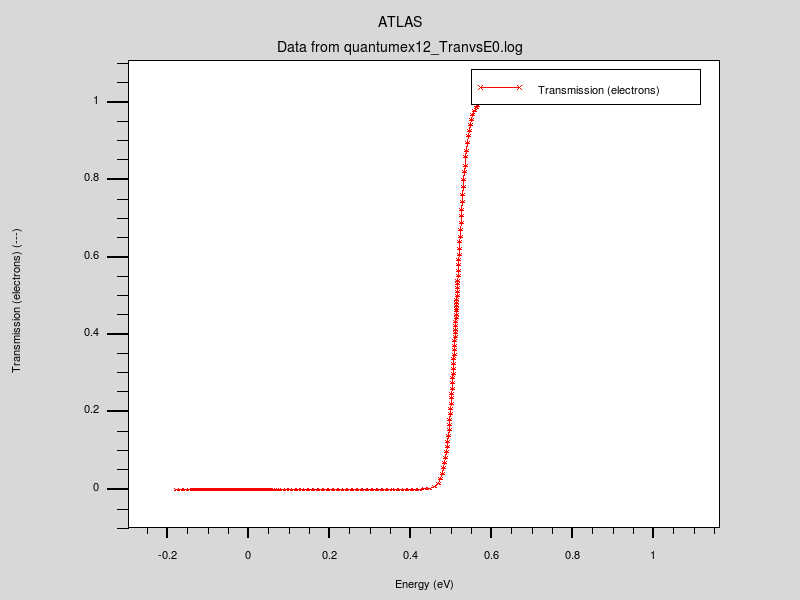 ATLAS
Data from quantumex12_TranvsE0.log
Transmission (electrons)
Transmission (electrons) (---)
1
0.8
0.6
0.4
0.2
0
-0.2
0
0.2
0.4
0.6
0.8
1
Energy (eV)